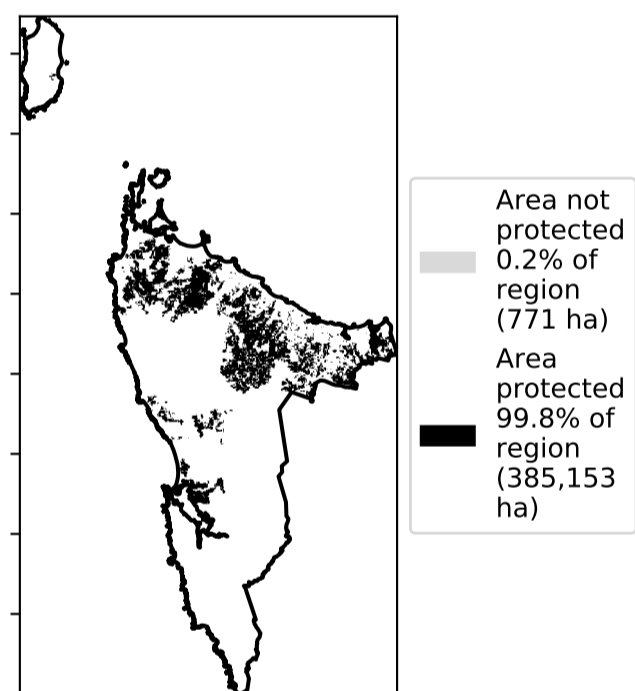 Area not
protected
0.2% of
region
(771 ha)
Area
protected
99.8% of
region
(385,153
ha)